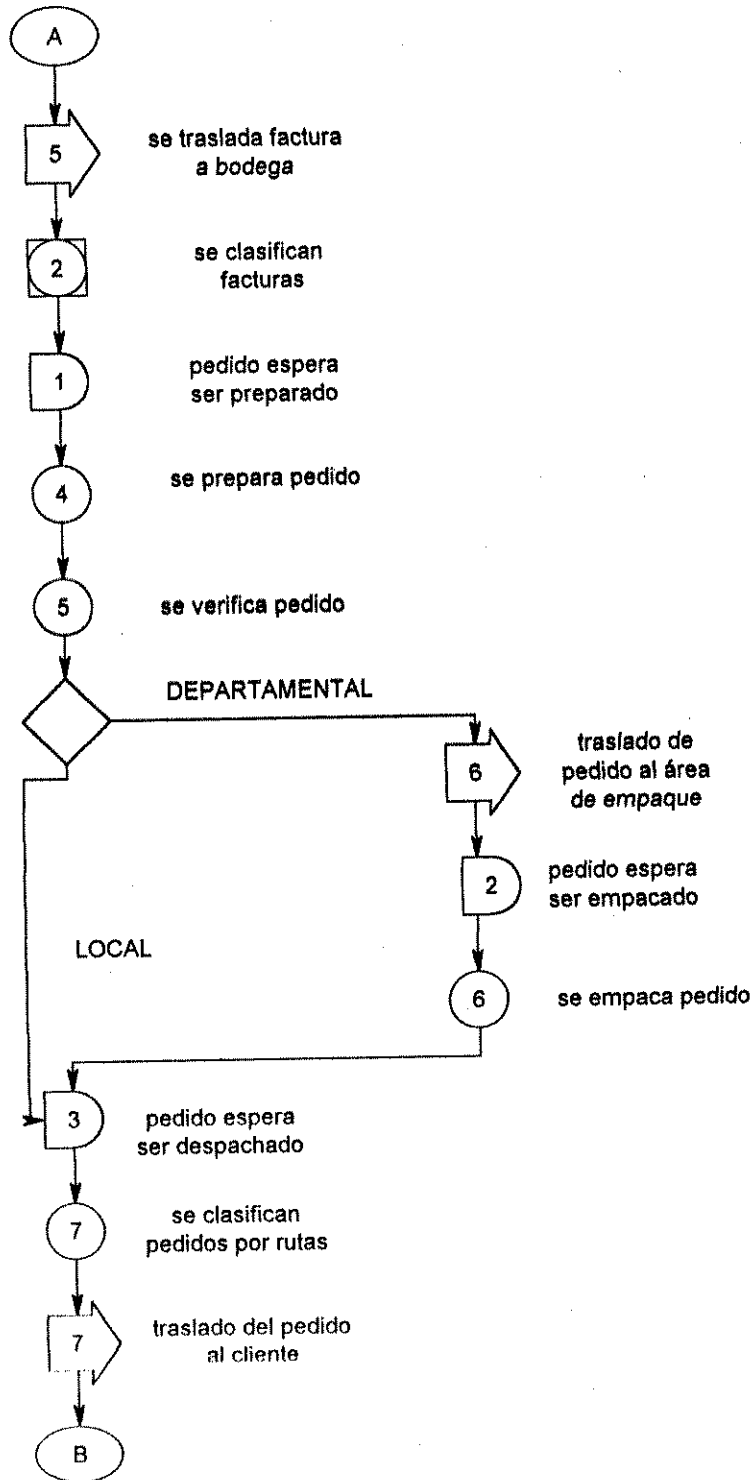 A
5
se traslada factura
a bodega
2
se clasifican
facturas
1
pedido espera
ser preparado
4
se prepara pedido
5
se verifica pedido
DEPARTAMENTAL
6
traslado de
pedido al área
de empaque
2
pedido espera
ser empacado
LOCAL
6
se empaca pedido
3
pedido espera
ser despachado
7
se clasifican
pedidos por rutas
7
traslado del pedido
al cliente
B